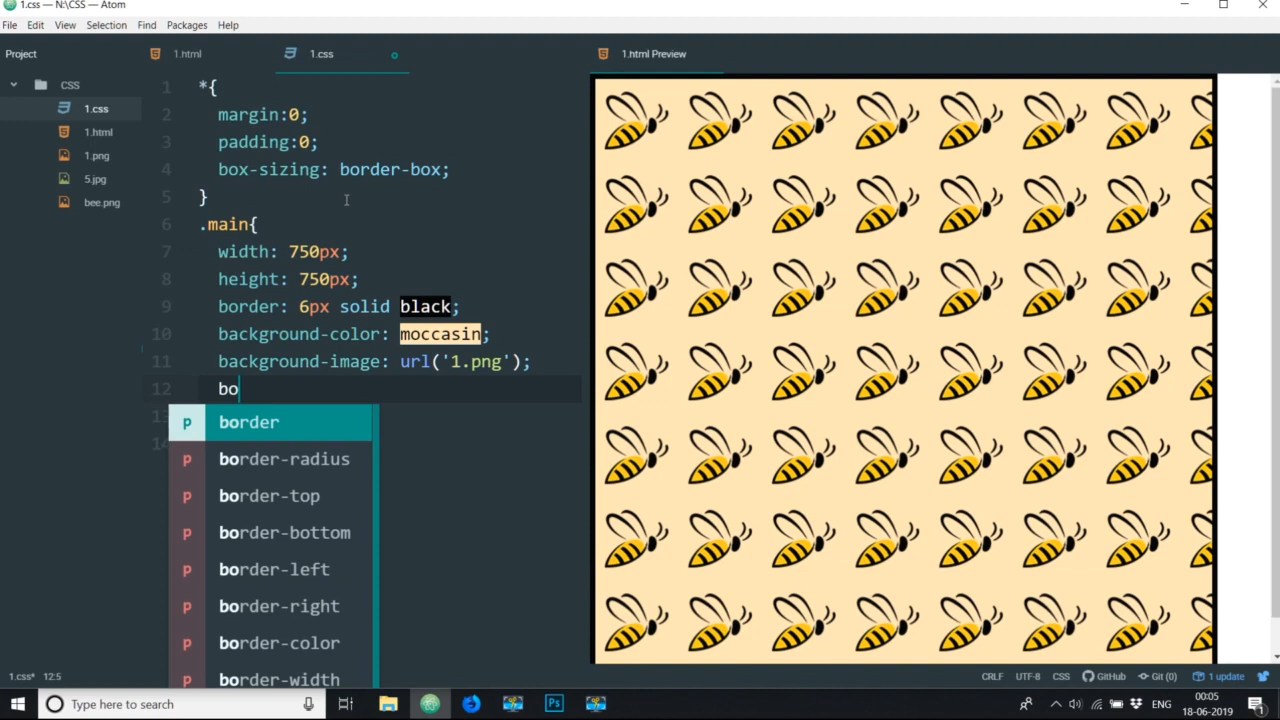 1.css — N:\CSS — Atom
File Edit View Selection Find Packages Help
Project
1.html
1.css
1.html Preview
CSS
1.css
1.html
1.png
5.jpg
bee.png
1 *{
2 margin:0;
3 padding:0;
4 box-sizing: border-box;
5 }
6 .main{
7 width: 750px;
8 height: 750px;
9 border: 6px solid black;
10 background-color: moccasin;
11 background-image: url('1.png');
12 bo
p border
p border-radius
p border-top
p border-bottom
p border-left
p border-right
p border-color
p border-width
1.css* 12:5
CRLF UTF-8 CSS GitHub Git (0) 1 update
Type here to search
Ps
ENG
00:05
18-06-2019
1